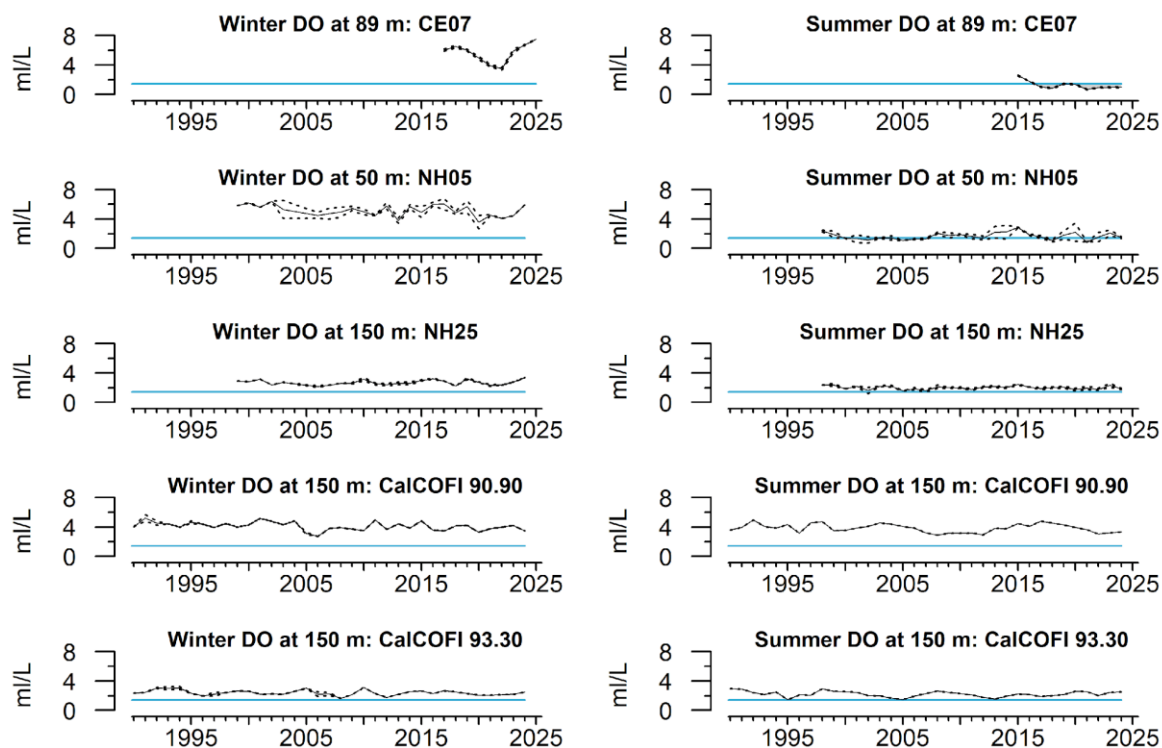 Winter DO at 89 m: CE07
ml/L
8
4
0
1995 2005 2015 2025
Summer DO at 89 m: CE07
ml/L
8
4
0
1995 2005 2015 2025
Winter DO at 50 m: NH05
ml/L
8
4
0
1995 2005 2015 2025
Summer DO at 50 m: NH05
ml/L
8
4
0
1995 2005 2015 2025
Winter DO at 150 m: NH25
ml/L
8
4
0
1995 2005 2015 2025
Summer DO at 150 m: NH25
ml/L
8
4
0
1995 2005 2015 2025
Winter DO at 150 m: CalCOFI 90.90
ml/L
8
4
0
1995 2005 2015 2025
Summer DO at 150 m: CalCOFI 90.90
ml/L
8
4
0
1995 2005 2015 2025
Winter DO at 150 m: CalCOFI 93.30
ml/L
8
4
0
1995 2005 2015 2025
Summer DO at 150 m: CalCOFI 93.30
ml/L
8
4
0
1995 2005 2015 2025